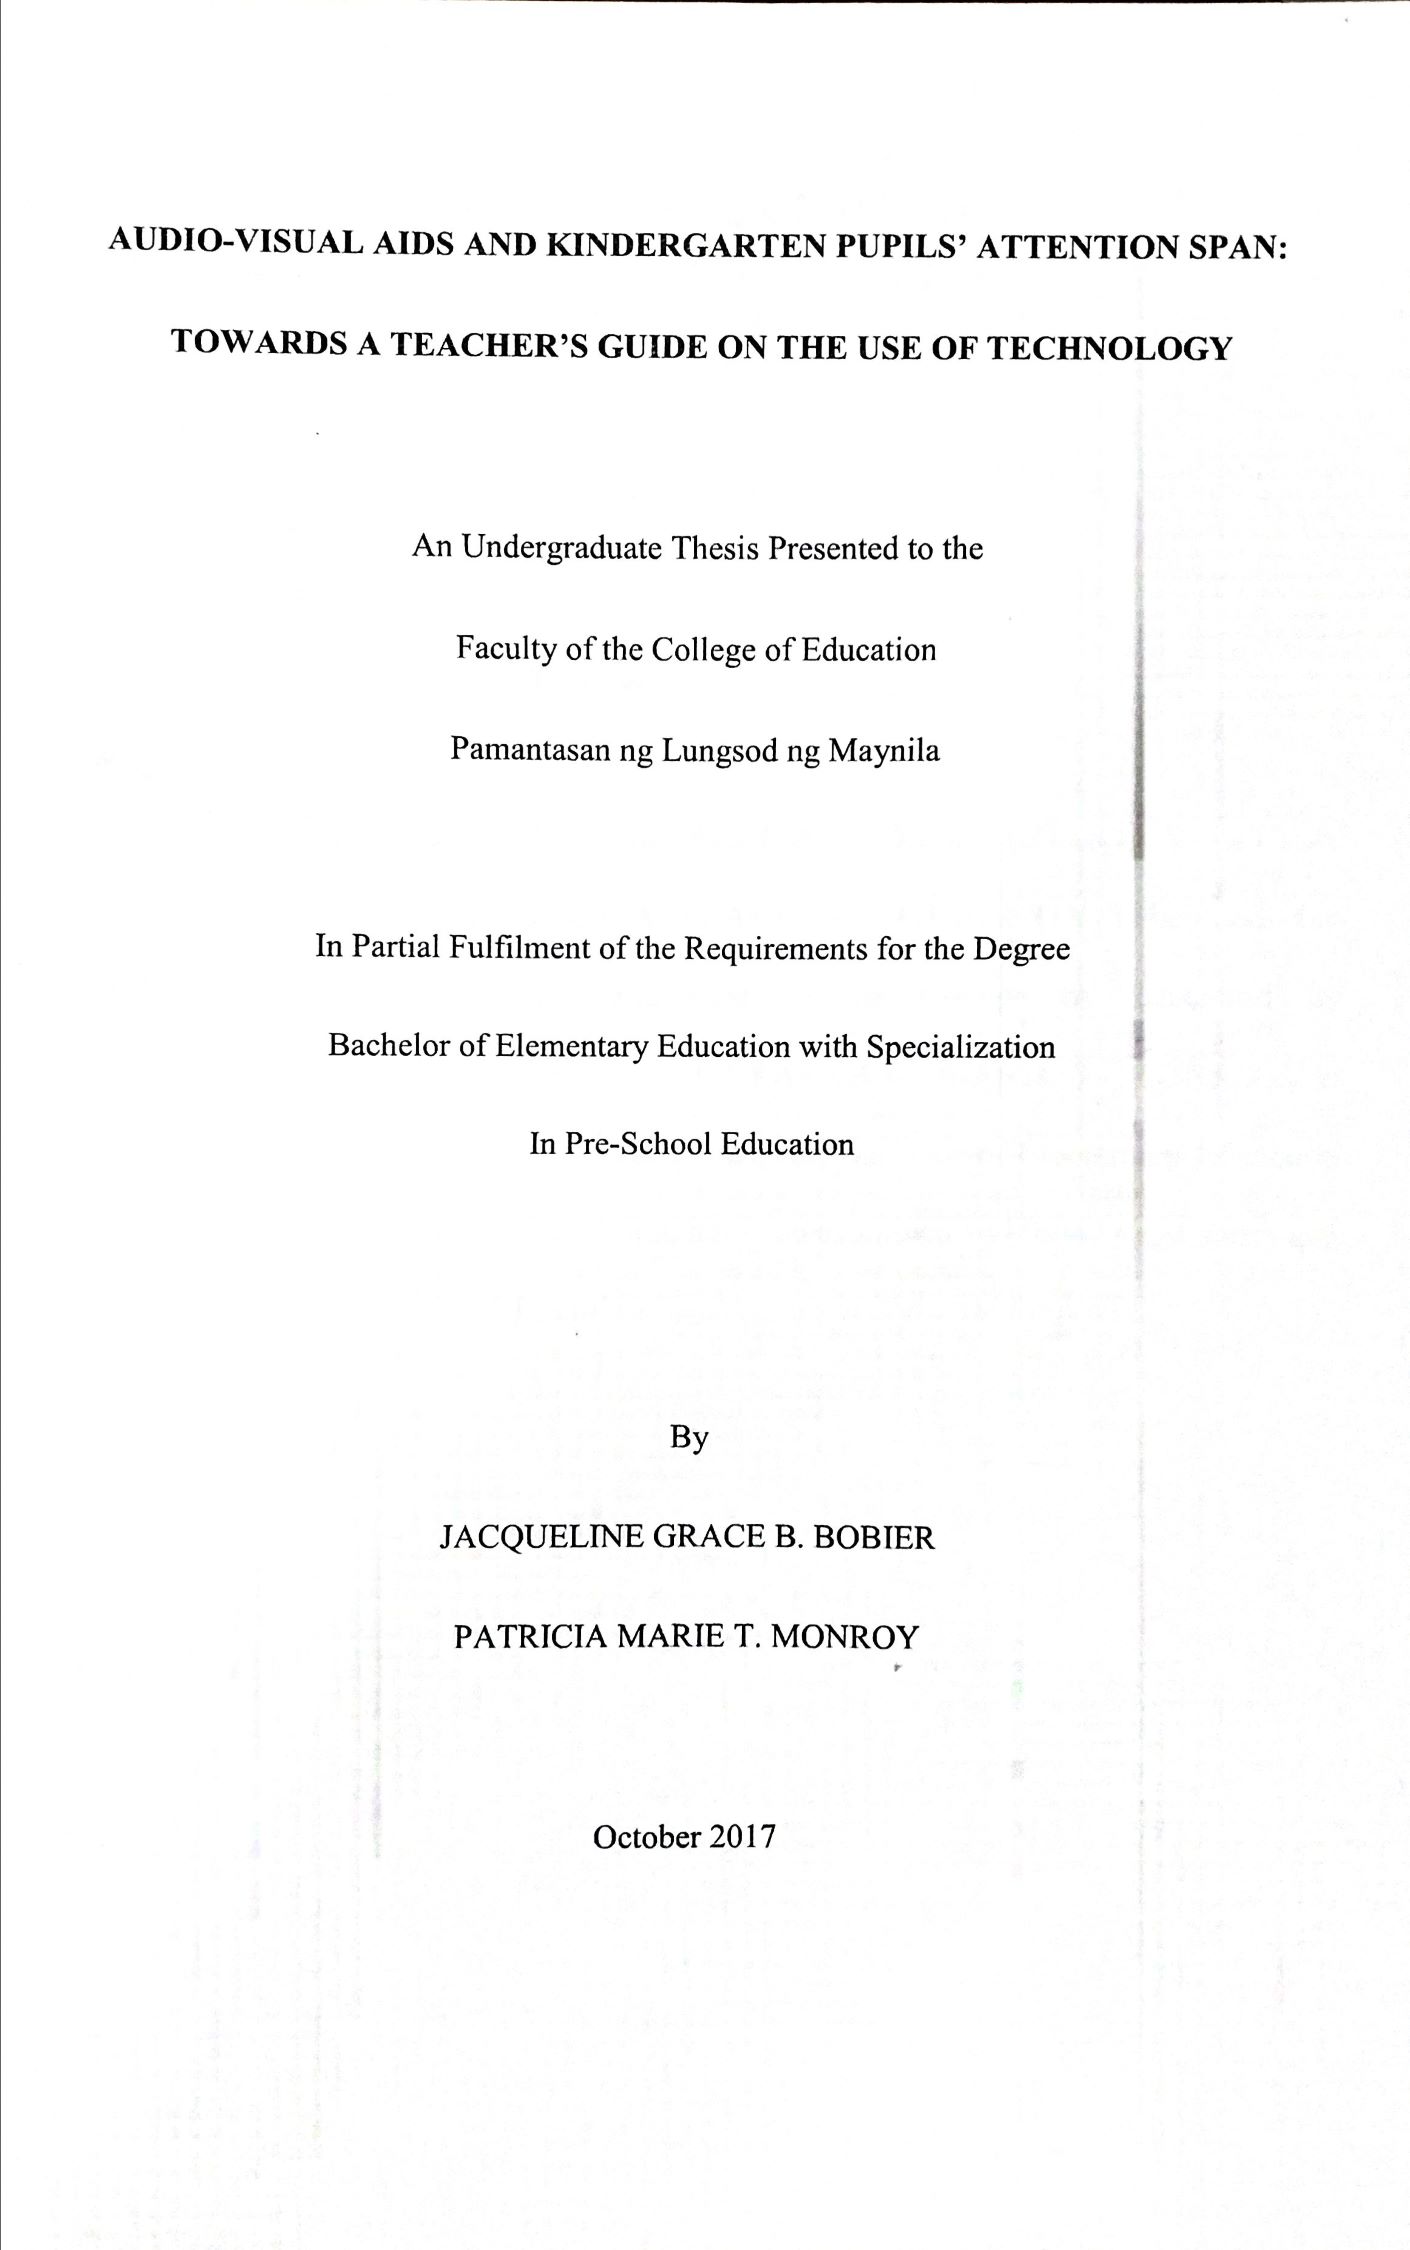 AUDIO-VISUAL AIDS AND KINDERGARTEN PUPILS’ ATTENTION SPAN:
TOWARDS A TEACHER’S GUIDE ON THE USE OF TECHNOLOGY
An Undergraduate Thesis Presented to the
Faculty of the College of Education
Pamantasan ng Lungsod ng Maynila
In Partial Fulfilment of the Requirements for the Degree
Bachelor of Elementary Education with Specialization
In Pre-School Education
By
JACQUELINE GRACE B. BOBIER
PATRICIA MARIE T. MONROY
October 2017